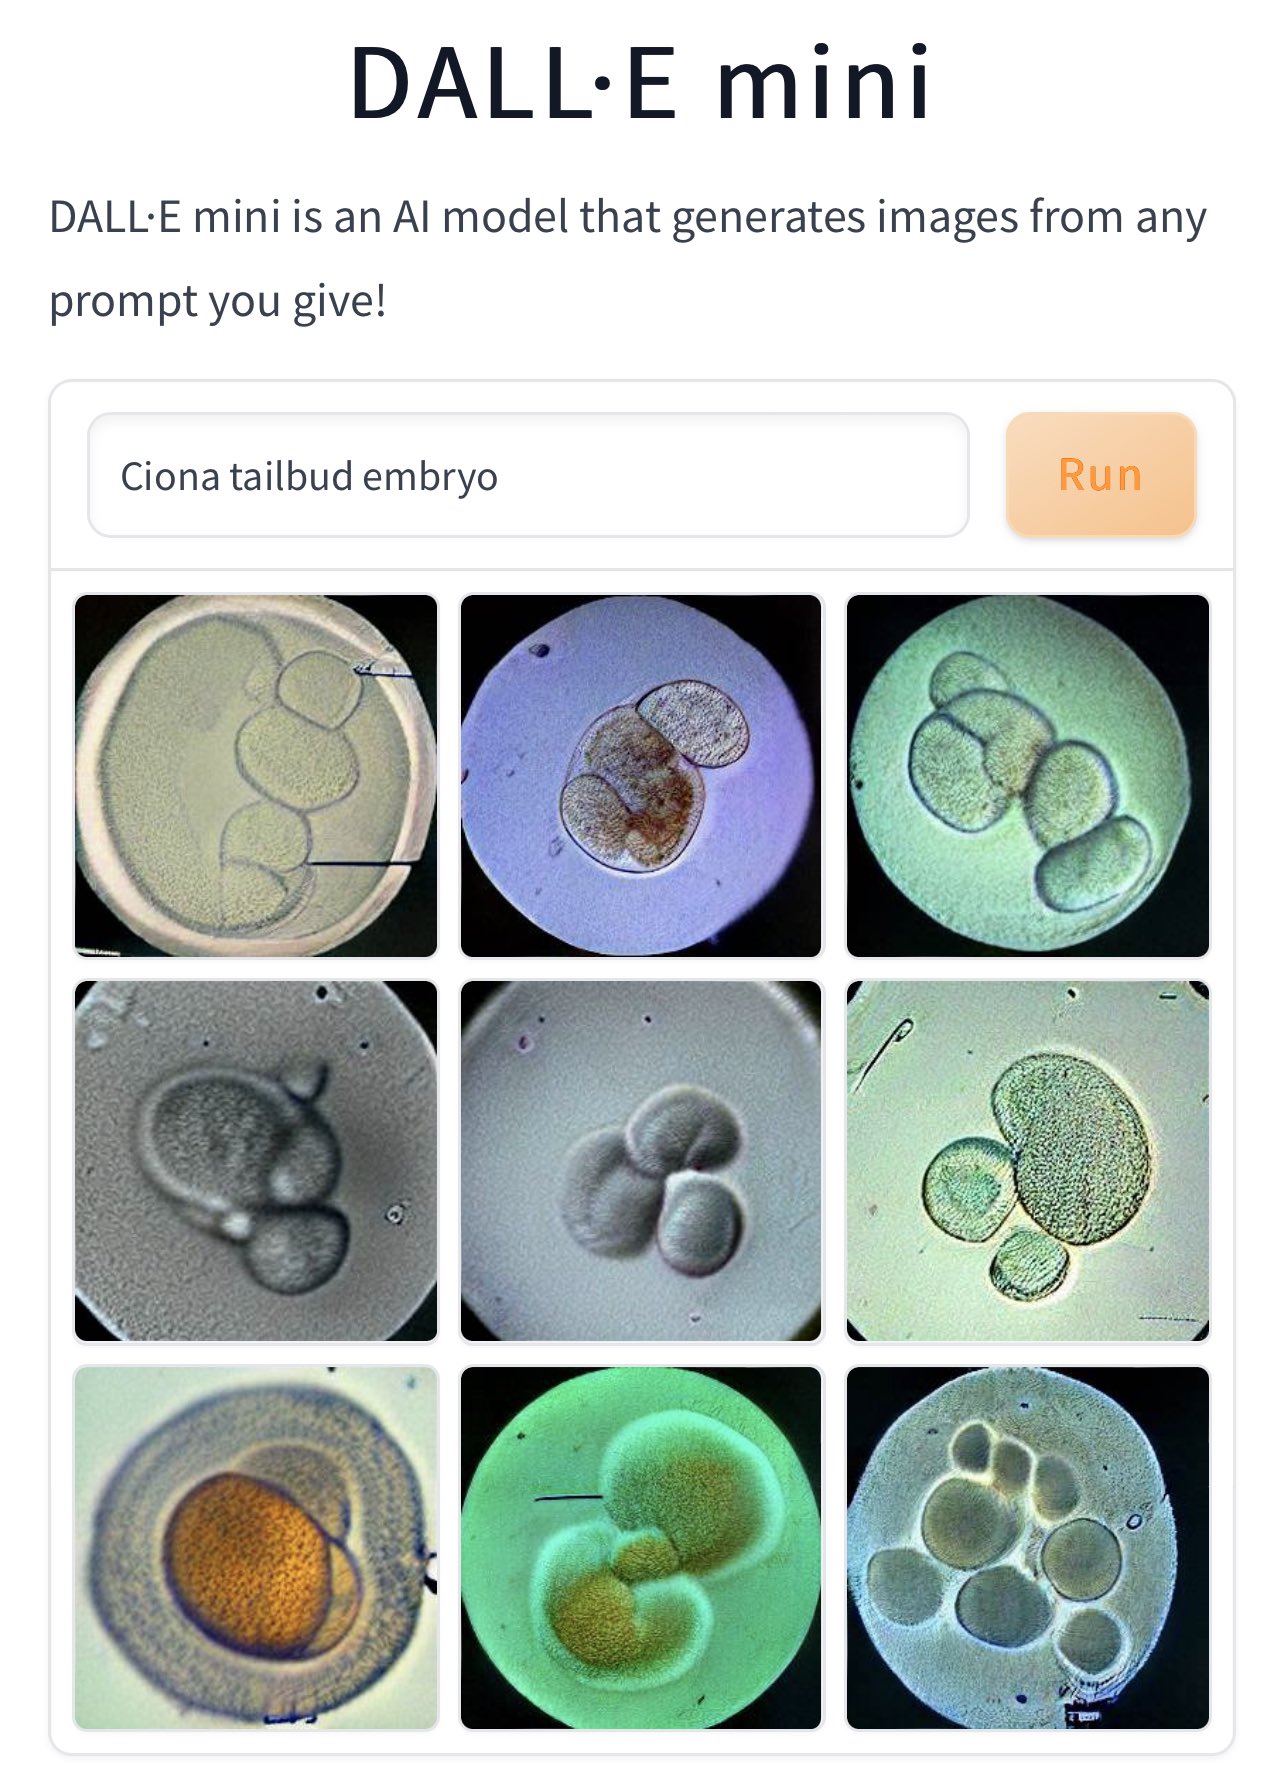 DALL·E mini
DALL·E mini is an AI model that generates images from any
prompt you give!
Ciona tailbud embryo
Run